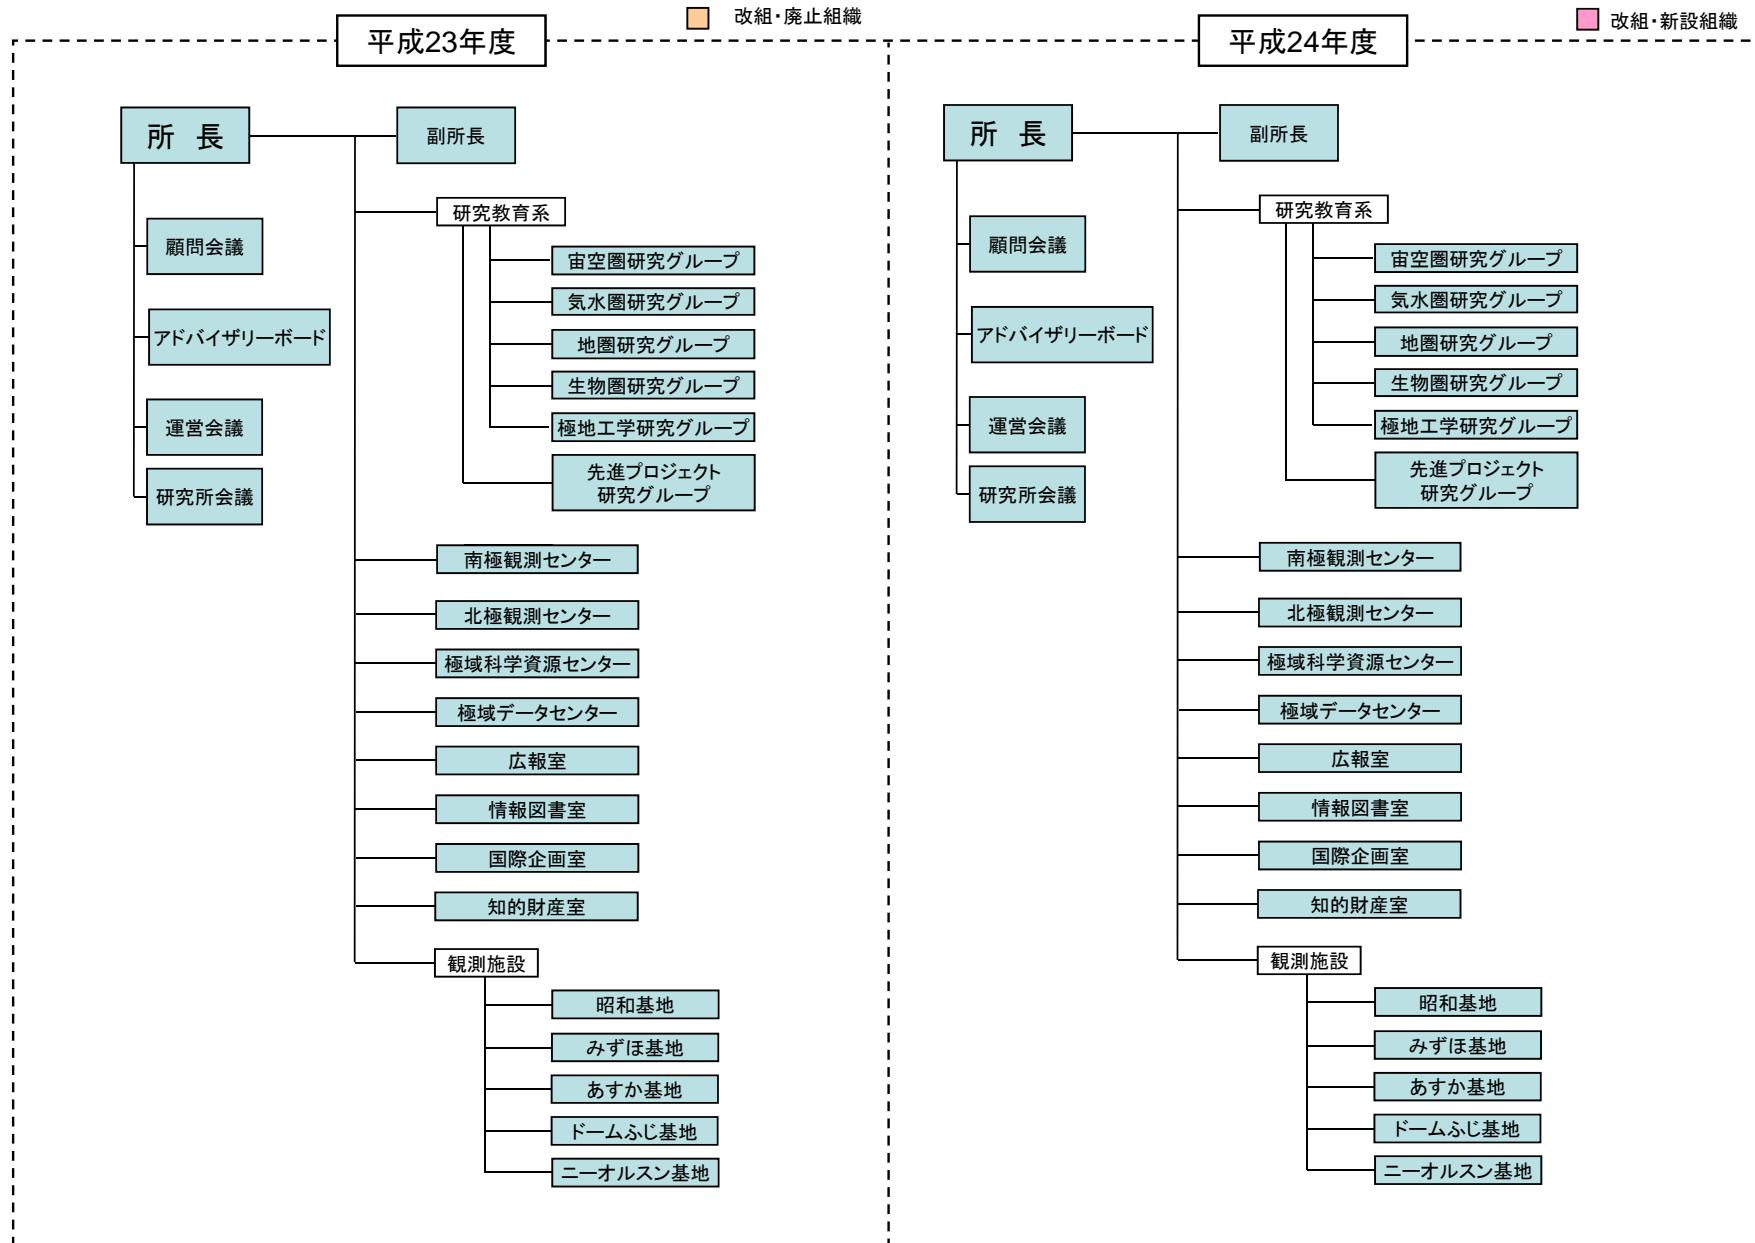 平成23年度
改組・廃止組織
所 長
副所長
顧問会議
アドバイザリーボード
運営会議
研究所会議
研究教育系
宙空圏研究グループ
気水圏研究グループ
地圏研究グループ
生物圏研究グループ
極地工学研究グループ
先進プロジェクト
研究グループ
南極観測センター
北極観測センター
極域科学資源センター
極域データセンター
広報室
情報図書室
国際企画室
知的財産室
観測施設
昭和基地
みずほ基地
あすか基地
ドームふじ基地
ニーオルスン基地
平成24年度
改組・新設組織
所 長
副所長
顧問会議
アドバイザリーボード
運営会議
研究所会議
研究教育系
宙空圏研究グループ
気水圏研究グループ
地圏研究グループ
生物圏研究グループ
極地工学研究グループ
先進プロジェクト
研究グループ
南極観測センター
北極観測センター
極域科学資源センター
極域データセンター
広報室
情報図書室
国際企画室
知的財産室
観測施設
昭和基地
みずほ基地
あすか基地
ドームふじ基地
ニーオルスン基地